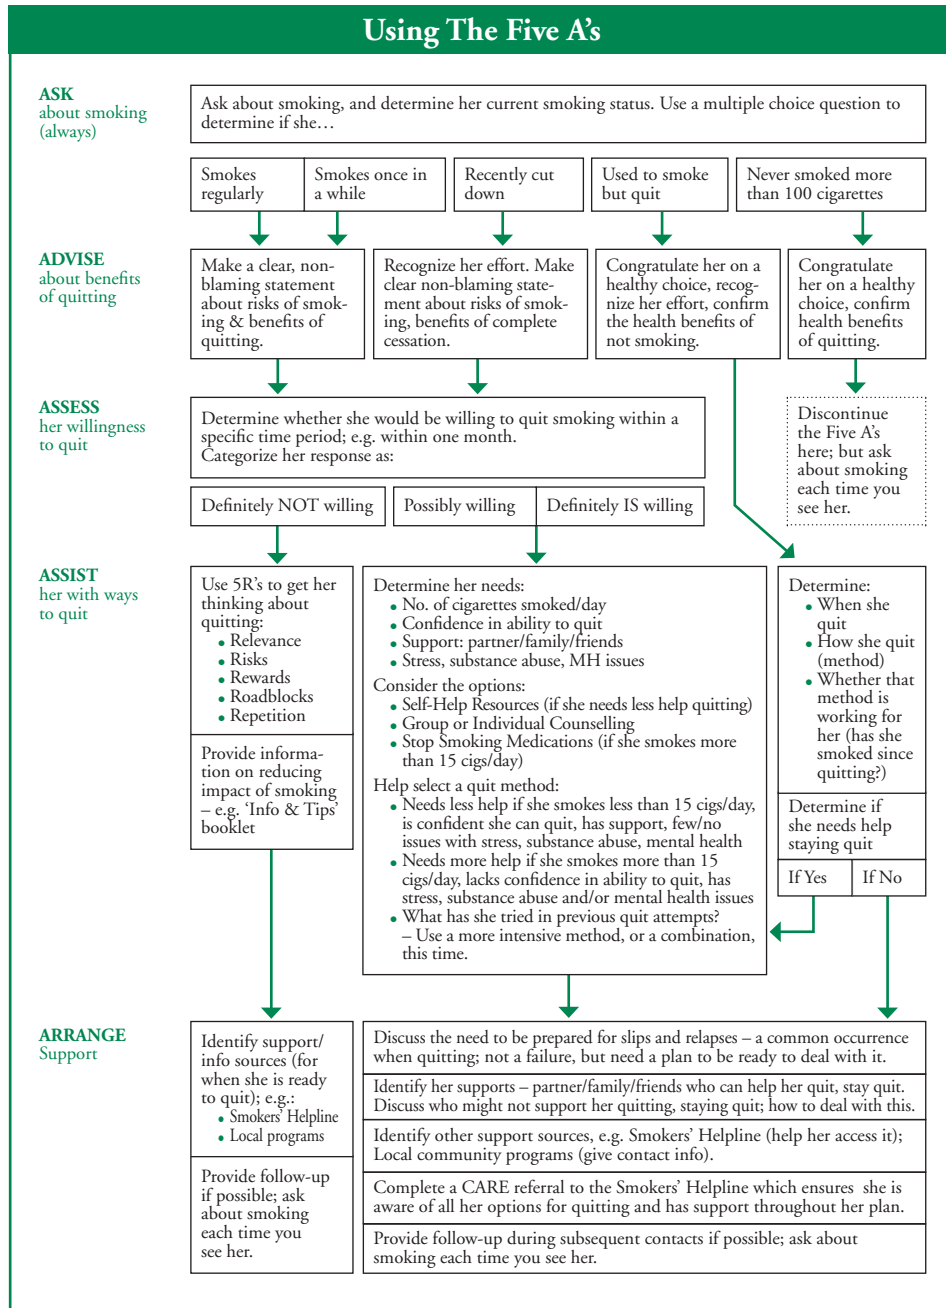 Using The Five A's
ASK
about smoking
(always)
Ask about smoking, and determine her current smoking status. Use a multiple choice question to
determine if she…
Smokes
regularly
Smokes once in
a while
Recently cut
down
Used to smoke
but quit
Never smoked more
than 100 cigarettes
ADVISE
about benefits
of quitting
Make a clear, non-
blaming statement
about risks of smok-
ing & benefits of
quitting.
Recognize her effort. Make
clear non-blaming state-
ment about risks of smok-
ing, benefits of complete
cessation.
Congratulate her on a
healthy choice, recog-
nize her effort, confirm
the health benefits of
not smoking.
Congratulate
her on a healthy
choice, confirm
health benefits
of quitting.
ASSESS
her willingness
to quit
Determine whether she would be willing to quit smoking within a
specific time period; e.g. within one month.
Categorize her response as:
Discontinue
the Five A's
here; but ask
about smoking
each time you
see her.
Definitely NOT willing
Possibly willing
Definitely IS willing
ASSIST
her with ways
to quit
Use 5R's to get her
thinking about
quitting:
• Relevance
• Risks
• Rewards
• Roadblocks
• Repetition
Provide informa-
tion on reducing
impact of smoking
– e.g. 'Info & Tips'
booklet
Determine her needs:
• No. of cigarettes smoked/day
• Confidence in ability to quit
• Support: partner/family/friends
• Stress, substance abuse, MH issues
Consider the options:
• Self-Help Resources (if she needs less help quitting)
• Group or Individual Counselling
• Stop Smoking Medications (if she smokes more
than 15 cigs/day)
Help select a quit method:
• Needs less help if she smokes less than 15 cigs/day,
is confident she can quit, has support, few/no
issues with stress, substance abuse, mental health
• Needs more help if she smokes more than 15
cigs/day, lacks confidence in ability to quit, has
stress, substance abuse and/or mental health issues
• What has she tried in previous quit attempts?
– Use a more intensive method, or a combination,
this time.
Determine:
• When she
quit
• How she quit
(method)
• Whether that
method is
working for
her (has she
smoked since
quitting?)
Determine if
she needs help
staying quit
If Yes
If No
ARRANGE
Support
Identify support/
info sources (for
when she is ready
to quit); e.g.:
• Smokers' Helpline
• Local programs
Provide follow-up
if possible; ask
about smoking
each time you
see her.
Discuss the need to be prepared for slips and relapses – a common occurrence
when quitting; not a failure, but need a plan to be ready to deal with it.
Identify her supports – partner/family/friends who can help her quit, stay quit.
Discuss who might not support her quitting, staying quit; how to deal with this.
Identify other support sources, e.g. Smokers' Helpline (help her access it);
Local community programs (give contact info).
Complete a CARE referral to the Smokers' Helpline which ensures she is
aware of all her options for quitting and has support throughout her plan.
Provide follow-up during subsequent contacts if possible; ask about
smoking each time you see her.